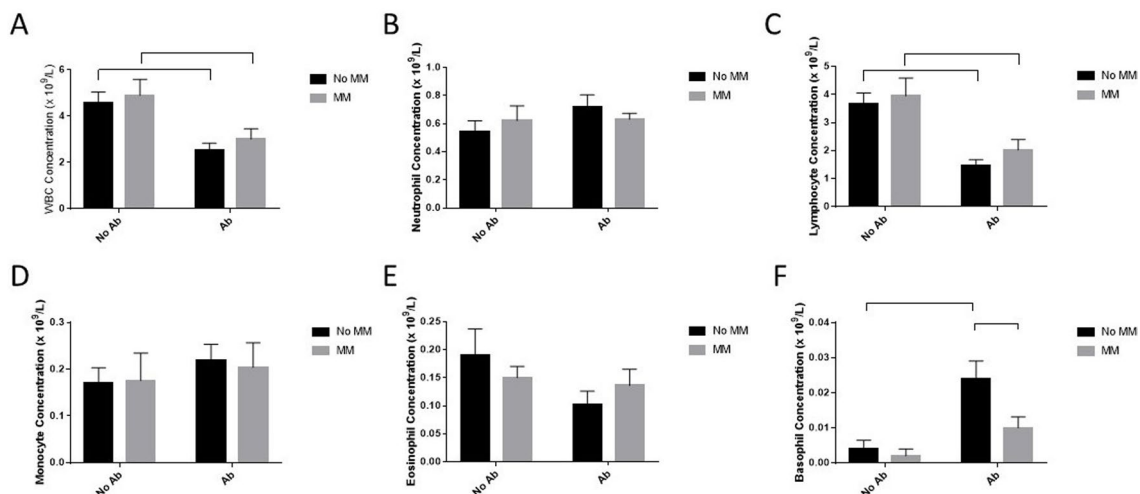 A
WBC Concentration (x 10⁹/L)
6
4
2
0
No Ab
Ab
No MM
MM
B
Neutrophil Concentration (x 10⁹/L)
1.0
0.8
0.6
0.4
0.2
0.0
No Ab
Ab
No MM
MM
C
Lymphocyte Concentration (x 10⁹/L)
5
4
3
2
1
0
No Ab
Ab
No MM
MM
D
Monocyte Concentration (x 10⁹/L)
0.3
0.2
0.1
0.0
No Ab
Ab
No MM
MM
E
Eosinophil Concentration (x 10⁹/L)
0.25
0.20
0.15
0.10
0.05
0.00
No Ab
Ab
No MM
MM
F
Basophil Concentration (x 10⁹/L)
0.04
0.03
0.02
0.01
0.00
No Ab
Ab
No MM
MM